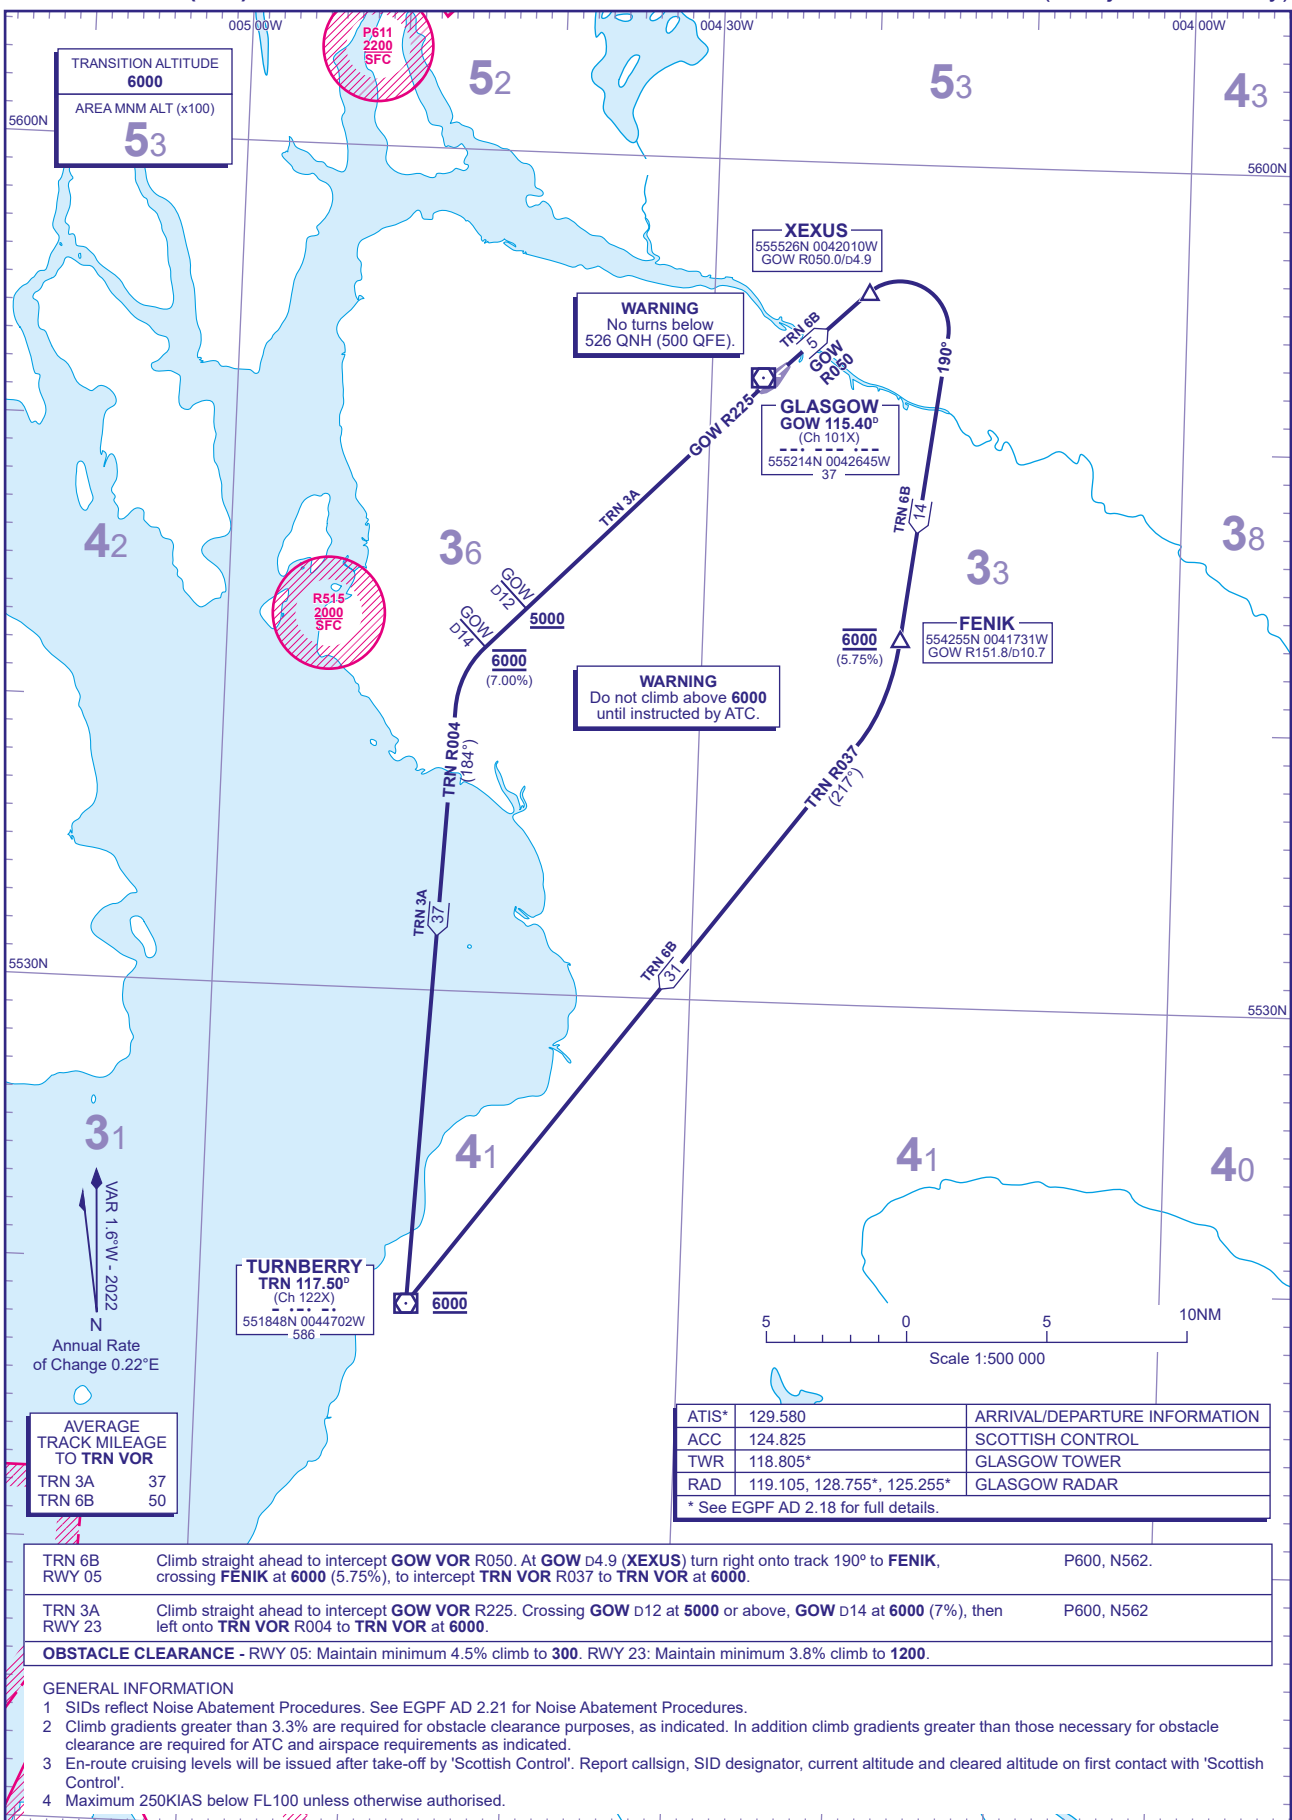 005 00W
004 30W
004 00W
P611
2200
SFC
TRANSITION ALTITUDE
6000
AREA MNM ALT (x100)
53
52
53
43
5600N
5600N
XEXUS
555526N 0042010W
GOW R050.0/D4.9
WARNING
No turns below
526 QNH (500 QFE).
TRN 6B
5
GOW
R050
190°
GLASGOW
GOW 115.40ᴰ
(Ch 101X)
555214N 0042645W
37
GOW R225
TRN 3A
TRN 6B
14
42
36
38
33
R515
2000
SFC
GOW
D12
5000
GOW
D14
6000
(7.00%)
6000
(5.75%)
FENIK
554255N 0041731W
GOW R151.8/D10.7
WARNING
Do not climb above 6000
until instructed by ATC.
TRN R004
(184°)
TRN R037
(217°)
TRN 3A
37
TRN 6B
31
5530N
5530N
31
41
41
40
VAR 1.6°W - 2022
N
Annual Rate
of Change 0.22°E
TURNBERRY
TRN 117.50ᴰ
(Ch 122X)
551848N 0044702W
586
6000
5 0 5 10NM
Scale 1:500 000
AVERAGE
TRACK MILEAGE
TO TRN VOR
TRN 3A 37
TRN 6B 50
ATIS* 129.580 ARRIVAL/DEPARTURE INFORMATION
ACC 124.825 SCOTTISH CONTROL
TWR 118.805* GLASGOW TOWER
RAD 119.105, 128.755*, 125.255* GLASGOW RADAR
* See EGPF AD 2.18 for full details.
TRN 6B Climb straight ahead to intercept GOW VOR R050. At GOW D4.9 (XEXUS) turn right onto track 190º to FENIK, P600, N562.
RWY 05 crossing FENIK at 6000 (5.75%), to intercept TRN VOR R037 to TRN VOR at 6000.
TRN 3A Climb straight ahead to intercept GOW VOR R225. Crossing GOW D12 at 5000 or above, GOW D14 at 6000 (7%), then P600, N562
RWY 23 left onto TRN VOR R004 to TRN VOR at 6000.
OBSTACLE CLEARANCE - RWY 05: Maintain minimum 4.5% climb to 300. RWY 23: Maintain minimum 3.8% climb to 1200.
GENERAL INFORMATION
1 SIDs reflect Noise Abatement Procedures. See EGPF AD 2.21 for Noise Abatement Procedures.
2 Climb gradients greater than 3.3% are required for obstacle clearance purposes, as indicated. In addition climb gradients greater than those necessary for obstacle
clearance are required for ATC and airspace requirements as indicated.
3 En-route cruising levels will be issued after take-off by 'Scottish Control'. Report callsign, SID designator, current altitude and cleared altitude on first contact with 'Scottish
Control'.
4 Maximum 250KIAS below FL100 unless otherwise authorised.